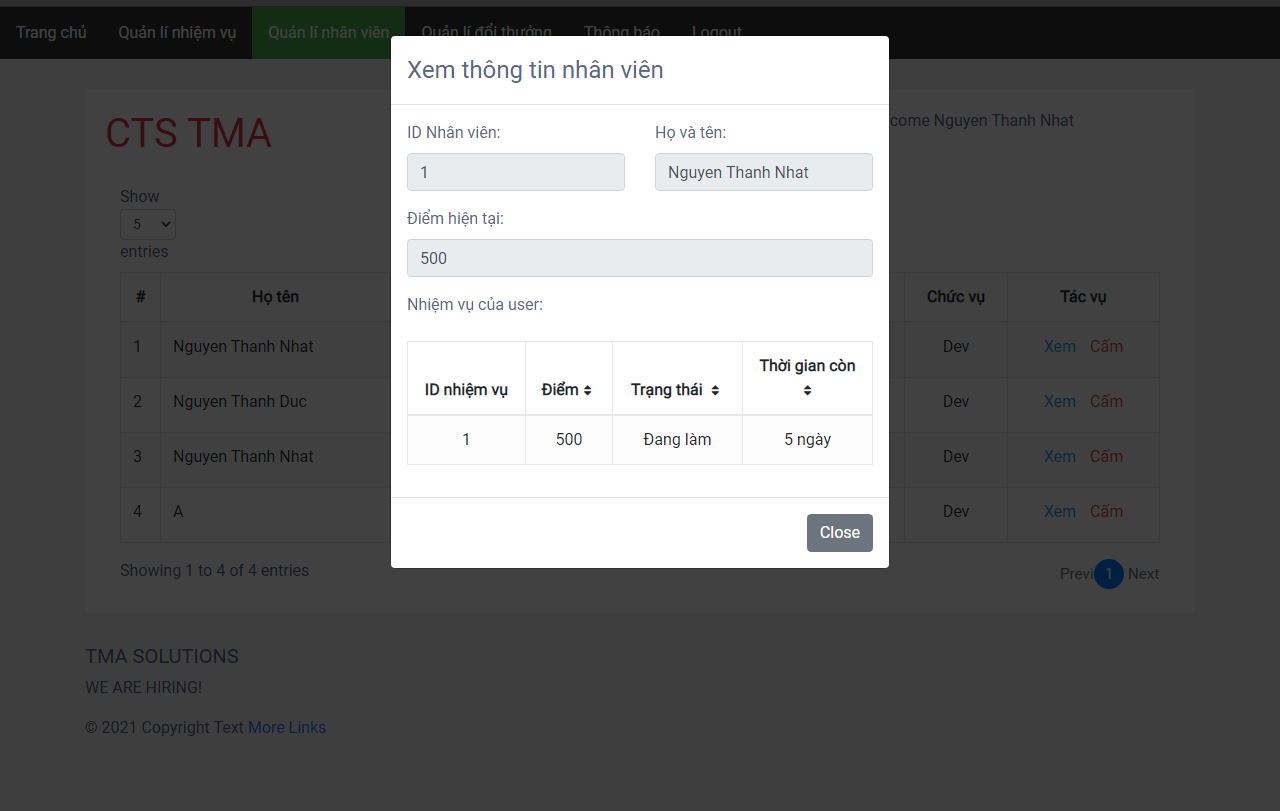 Trang chủ Quản lí nhiệm vụ Quản lí nhân viên Quản lí đổi thưởng Thông báo Logout
Xem thông tin nhân viên
CTS TMA
come Nguyen Thanh Nhat
ID Nhân viên: Họ và tên:
1 Nguyen Thanh Nhat
Điểm hiện tại:
500
Nhiệm vụ của user:
ID nhiệm vụ Điểm Trạng thái Thời gian còn
1 500 Đang làm 5 ngày
Close
Show
5
entries
# Họ tên Chức vụ Tác vụ
1 Nguyen Thanh Nhat Dev Xem Cấm
2 Nguyen Thanh Duc Dev Xem Cấm
3 Nguyen Thanh Nhat Dev Xem Cấm
4 A Dev Xem Cấm
Showing 1 to 4 of 4 entries
Previ 1 Next
TMA SOLUTIONS
WE ARE HIRING!
© 2021 Copyright Text More Links